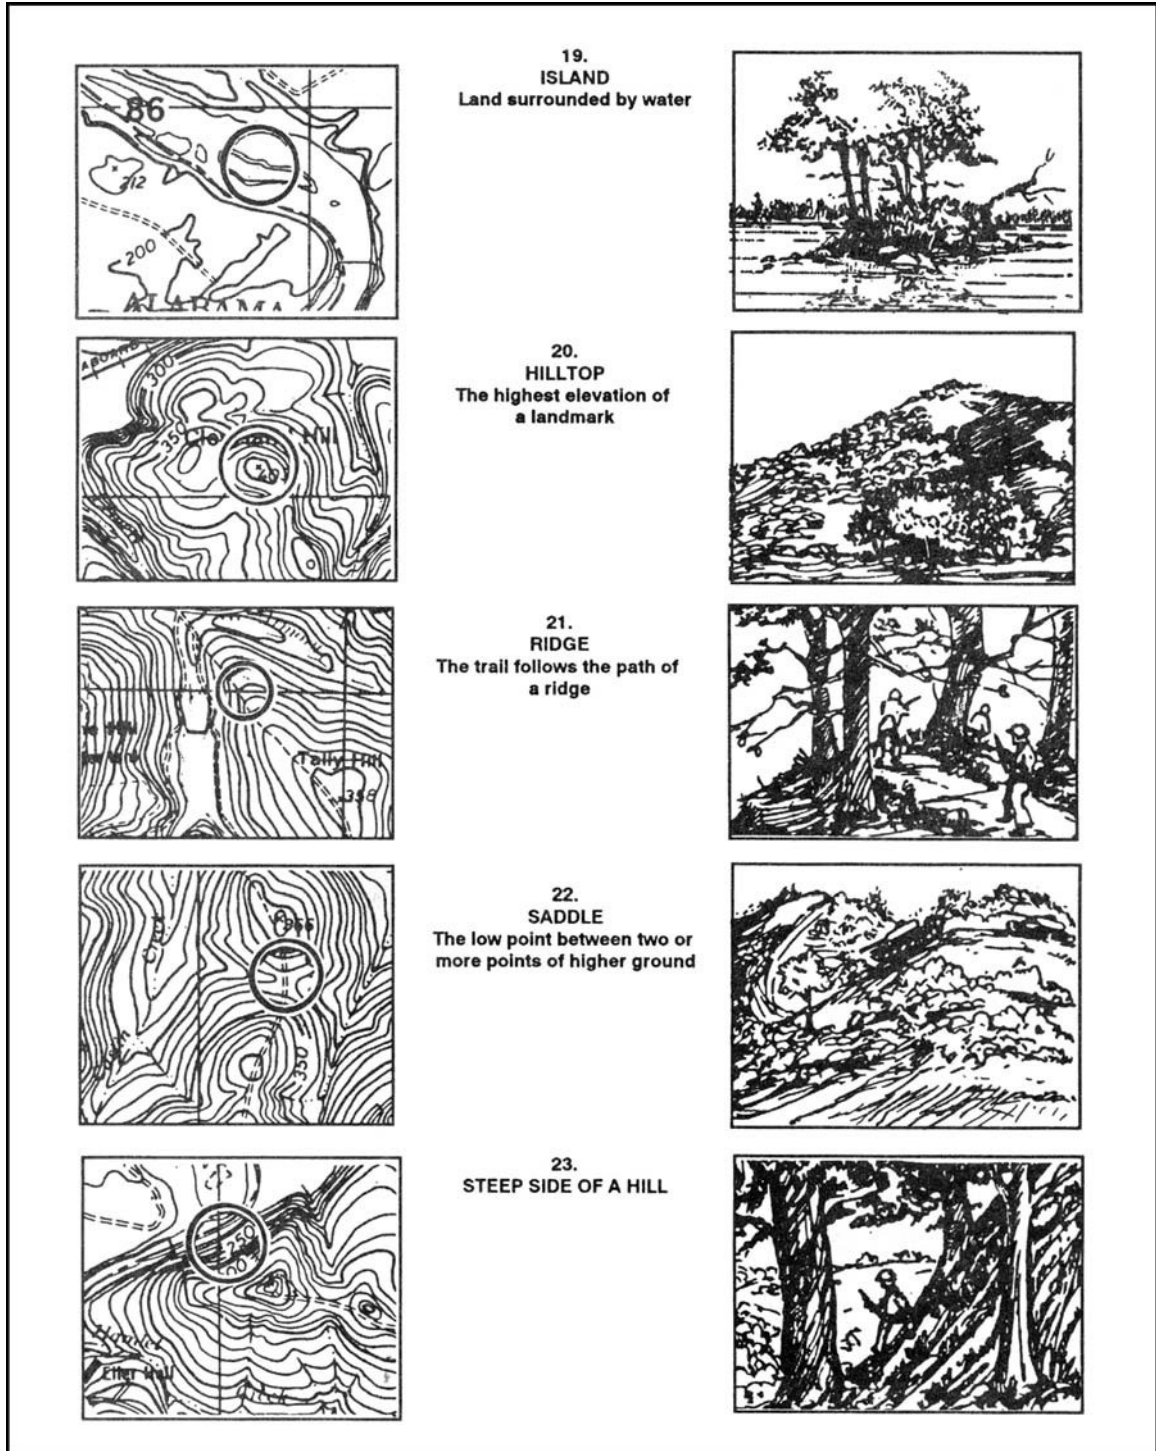 19.
ISLAND
Land surrounded by water
86
212
200
20.
HILLTOP
The highest elevation of
a landmark
300
350
Hill
21.
RIDGE
The trail follows the path of
a ridge
Tally Hill
358
22.
SADDLE
The low point between two or
more points of higher ground
366
350
23.
STEEP SIDE OF A HILL
250